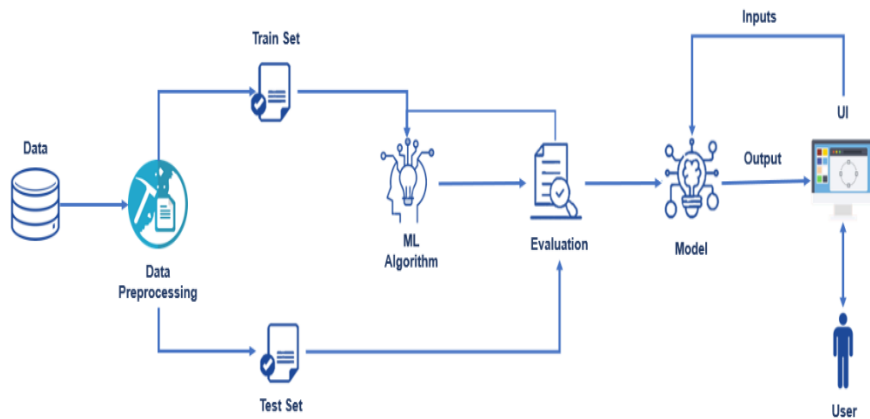 Data
Data
Preprocessing
Train Set
Test Set
ML
Algorithm
Evaluation
Model
Inputs
Output
UI
User